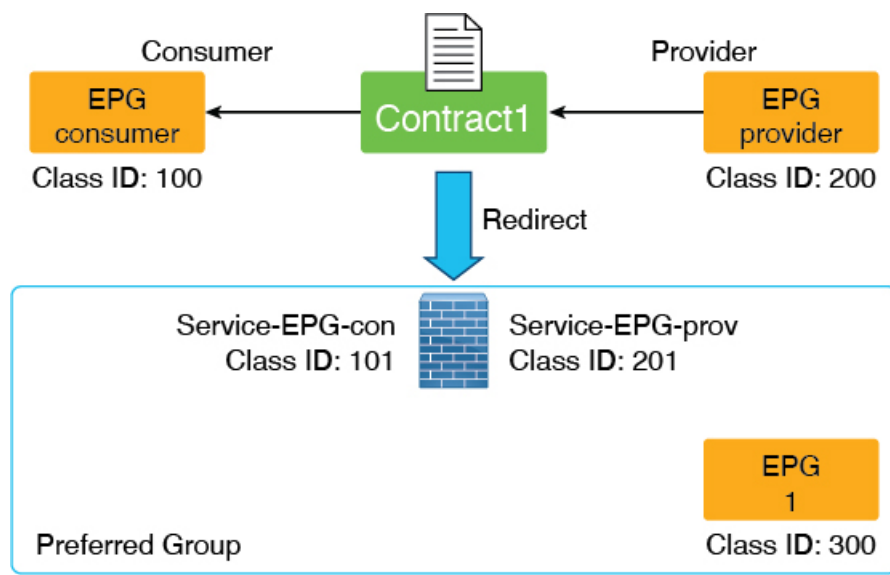 Consumer
Provider
EPG
consumer
Contract1
EPG
provider
Class ID: 100
Class ID: 200
Redirect
Service-EPG-con
Class ID: 101
Service-EPG-prov
Class ID: 201
EPG
1
Preferred Group
Class ID: 300